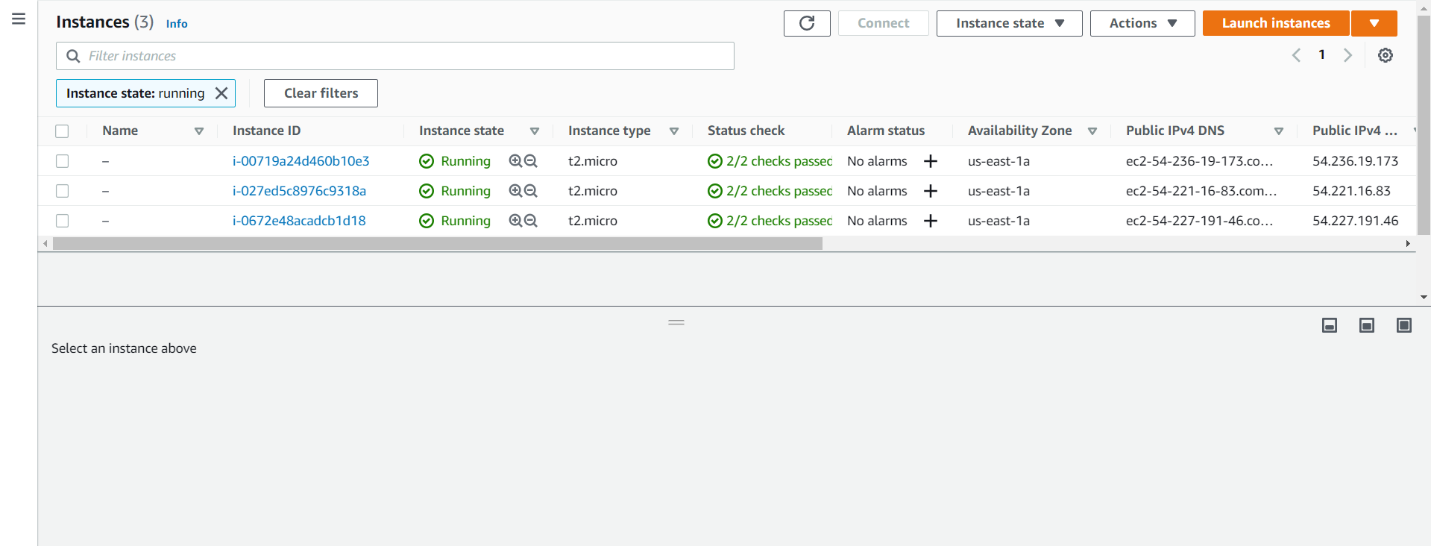 Instances (3) Info Connect Instance state Actions Launch instances
Filter instances 1
Instance state: running Clear filters
Name Instance ID Instance state Instance type Status check Alarm status Availability Zone Public IPv4 DNS Public IPv4 ...
– i-00719a24d460b10e3 Running t2.micro 2/2 checks passed No alarms us-east-1a ec2-54-236-19-173.co... 54.236.19.173
– i-027ed5c8976c9318a Running t2.micro 2/2 checks passed No alarms us-east-1a ec2-54-221-16-83.com... 54.221.16.83
– i-0672e48acadcb1d18 Running t2.micro 2/2 checks passed No alarms us-east-1a ec2-54-227-191-46.co... 54.227.191.46
Select an instance above